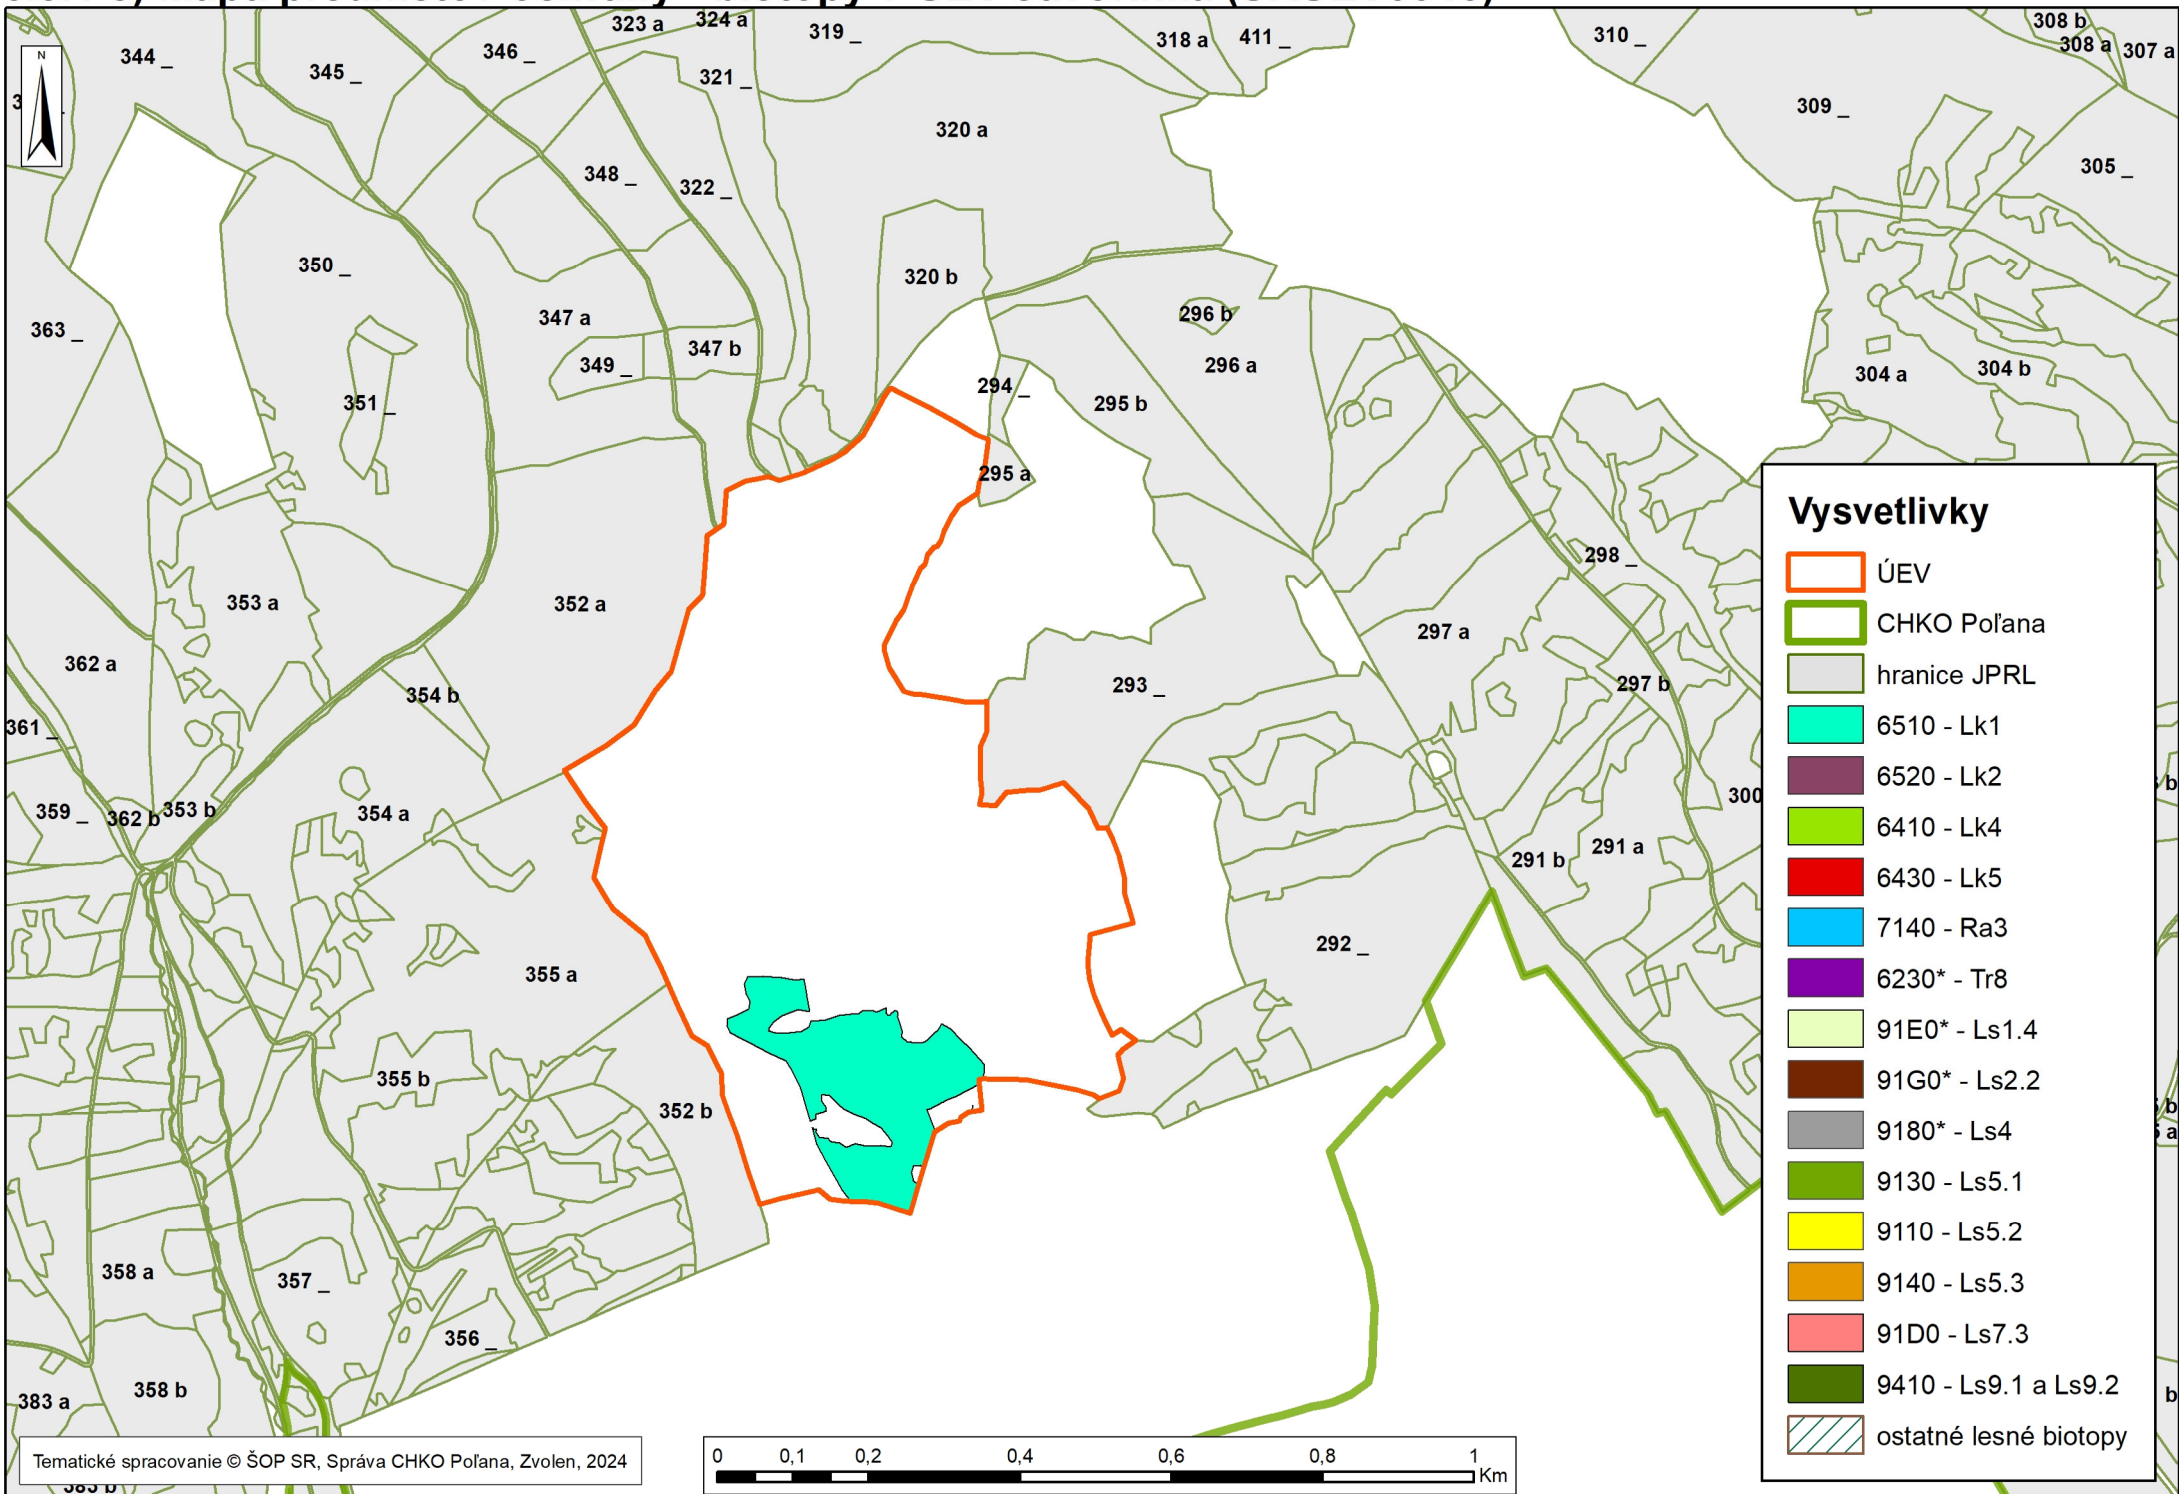 N
344 _
345 _
346 _
323 a
324 a
319 _
318 a
411 _
310 _
308 b
308 a
307 a
321 _
320 a
309 _
305 _
348 _
322 _
350 _
320 b
363 _
347 a
296 b
347 b
349 _
296 a
304 a
304 b
351 _
294 _
295 b
295 a
298 _
353 a
352 a
297 a
362 a
354 b
293 _
297 b
361 _
300
359 _
362 b
353 b
354 a
291 b
291 a
355 a
292 _
355 b
352 b
358 a
357 _
356 _
383 a
358 b
Vysvetlivky
ÚEV
CHKO Poľana
hranice JPRL
6510 - Lk1
6520 - Lk2
6410 - Lk4
6430 - Lk5
7140 - Ra3
6230* - Tr8
91E0* - Ls1.4
91G0* - Ls2.2
9180* - Ls4
9130 - Ls5.1
9110 - Ls5.2
9140 - Ls5.3
91D0 - Ls7.3
9410 - Ls9.1 a Ls9.2
ostatné lesné biotopy
Tematické spracovanie © ŠOP SR, Správa CHKO Poľana, Zvolen, 2024
0 0,1 0,2 0,4 0,6 0,8 1
Km